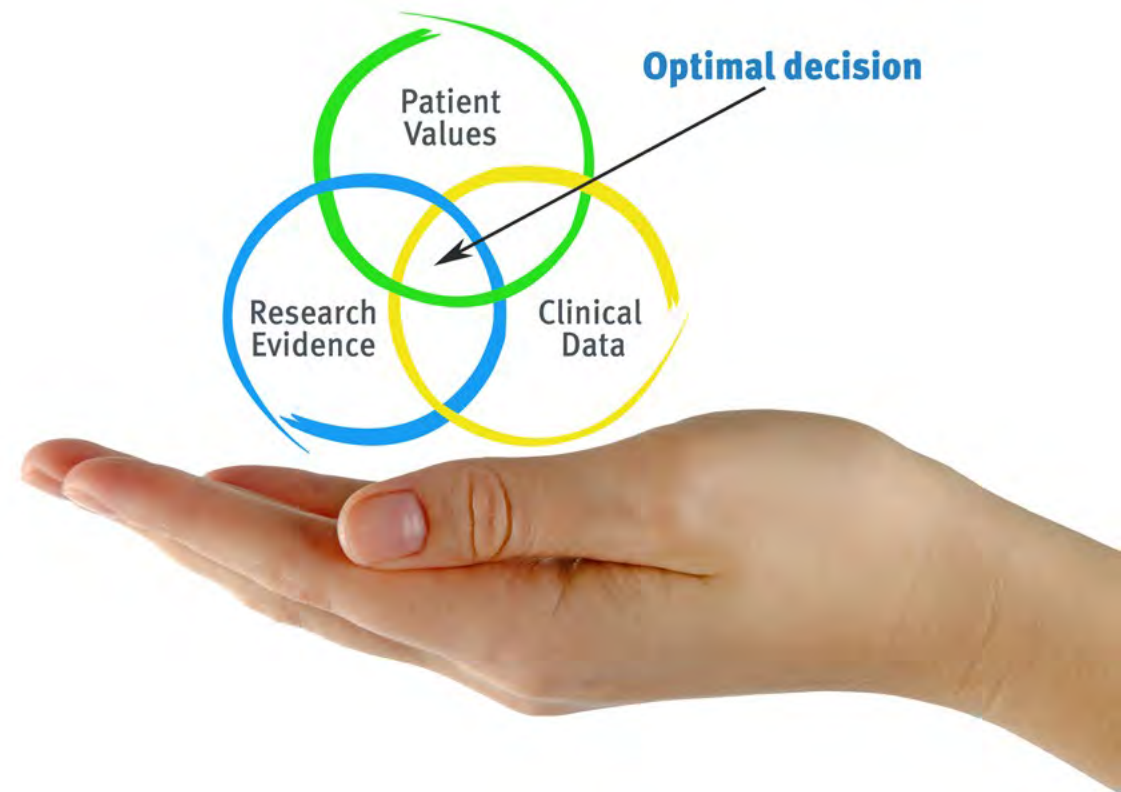 Optimal decision
Patient
Values
Research
Evidence
Clinical
Data